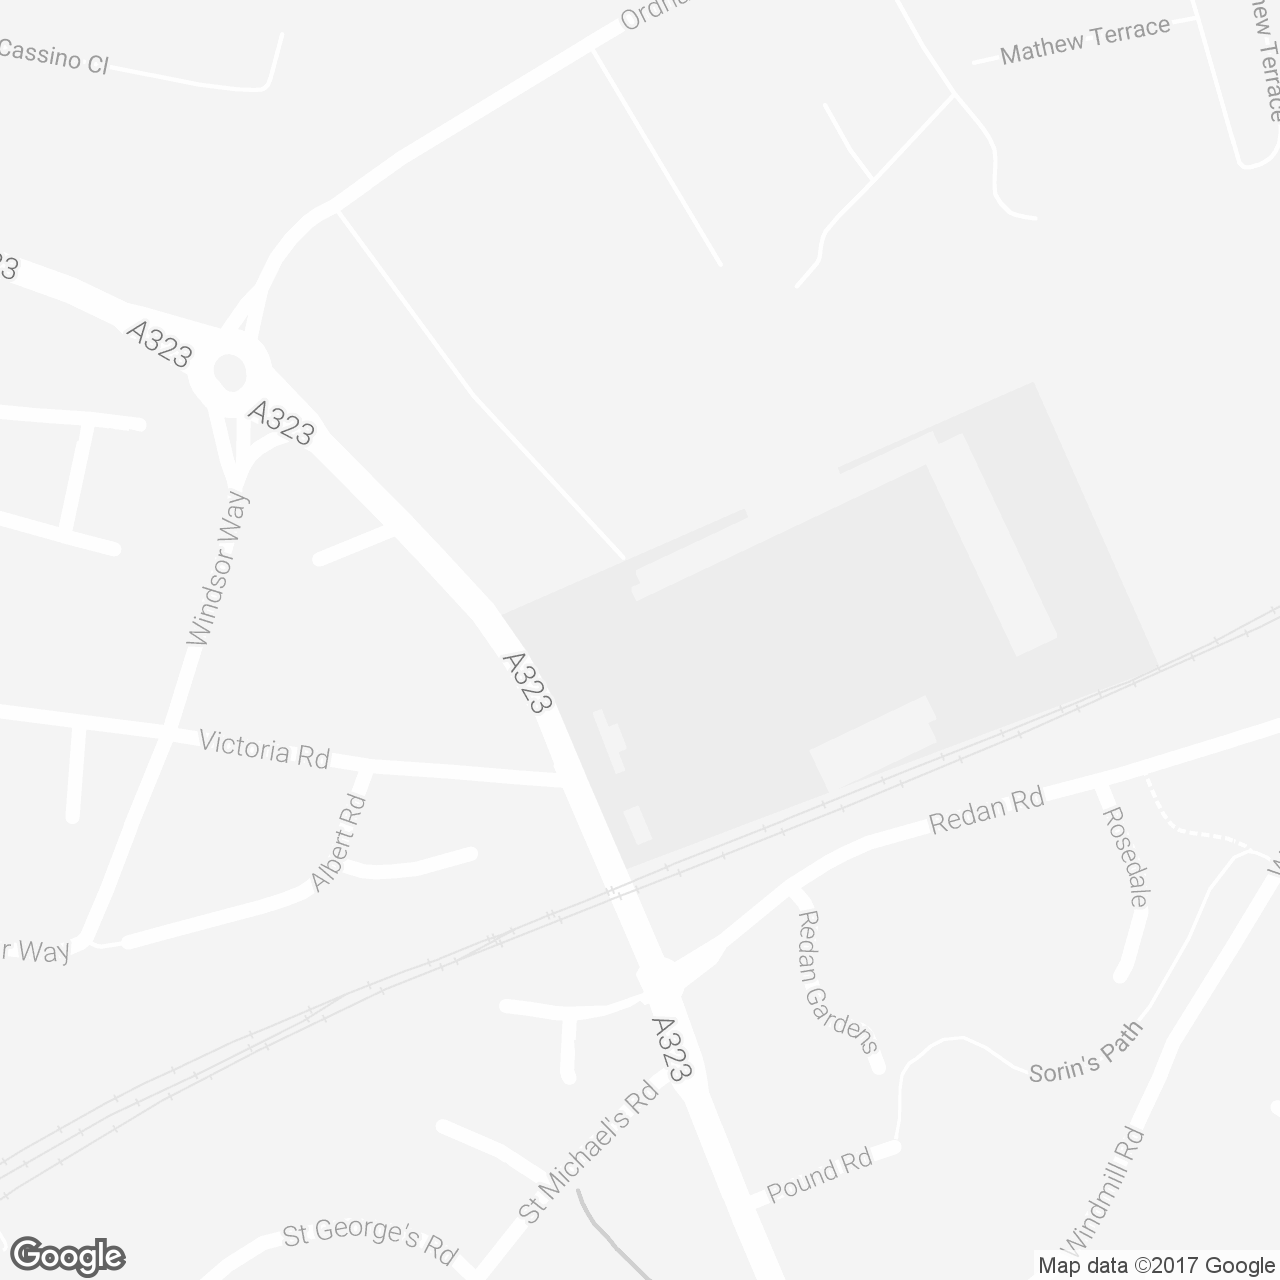 Cassino Cl
Mathew Terrace
A323
A323
Windsor Way
A323
Victoria Rd
Albert Rd
Redan Rd
Rosedale
Redan Gardens
A323
Sorin's Path
St Michael's Rd
Pound Rd
Windmill Rd
St George's Rd
Google
Map data ©2017 Google